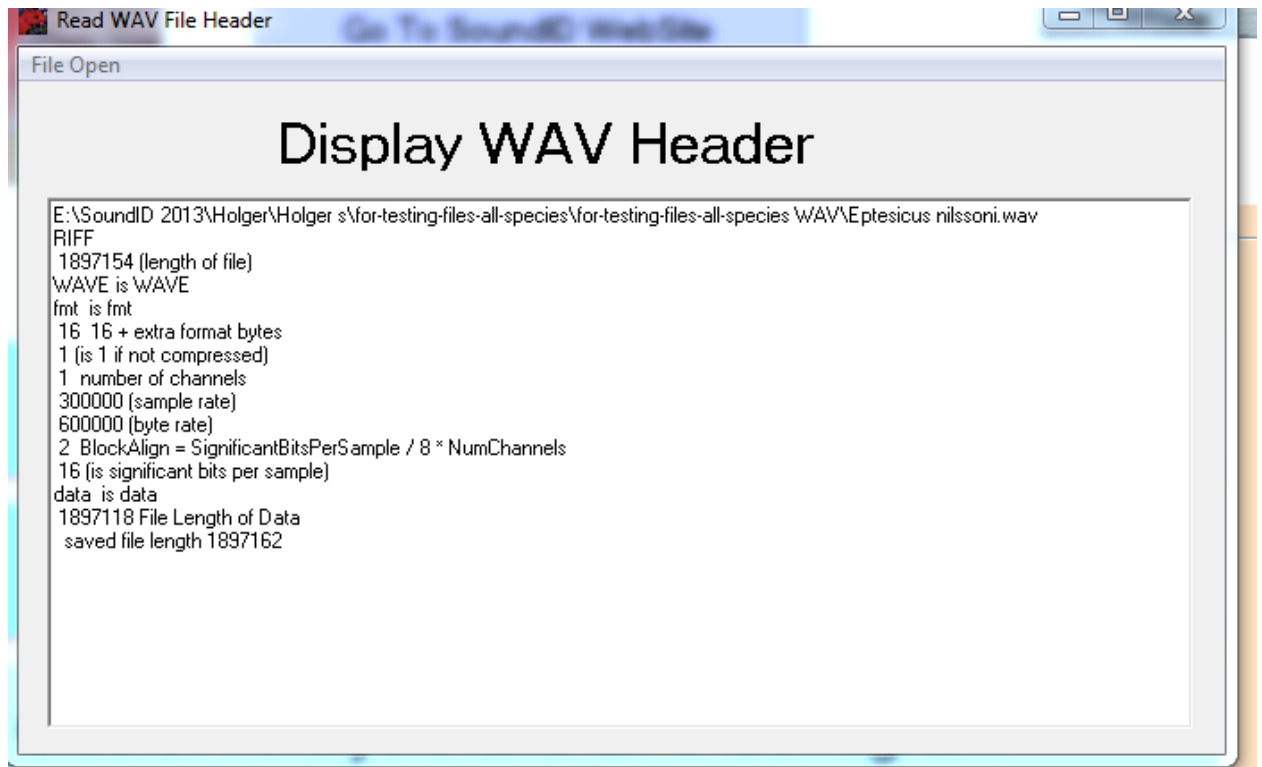 Read WAV File Header
Go To SoundID WebSite
File Open
Display WAV Header
E:\SoundID 2013\Holger\Holger s\for-testing-files-all-species\for-testing-files-all-species WAV\Eptesicus nilssoni.wav
RIFF
1897154 (length of file)
WAVE is WAVE
fmt  is fmt
16  16 + extra format bytes
1 (is 1 if not compressed)
1  number of channels
300000 (sample rate)
600000 (byte rate)
2  BlockAlign = SignificantBitsPerSample / 8 * NumChannels
16 (is significant bits per sample)
data  is data
1897118 File Length of Data
saved file length 1897162